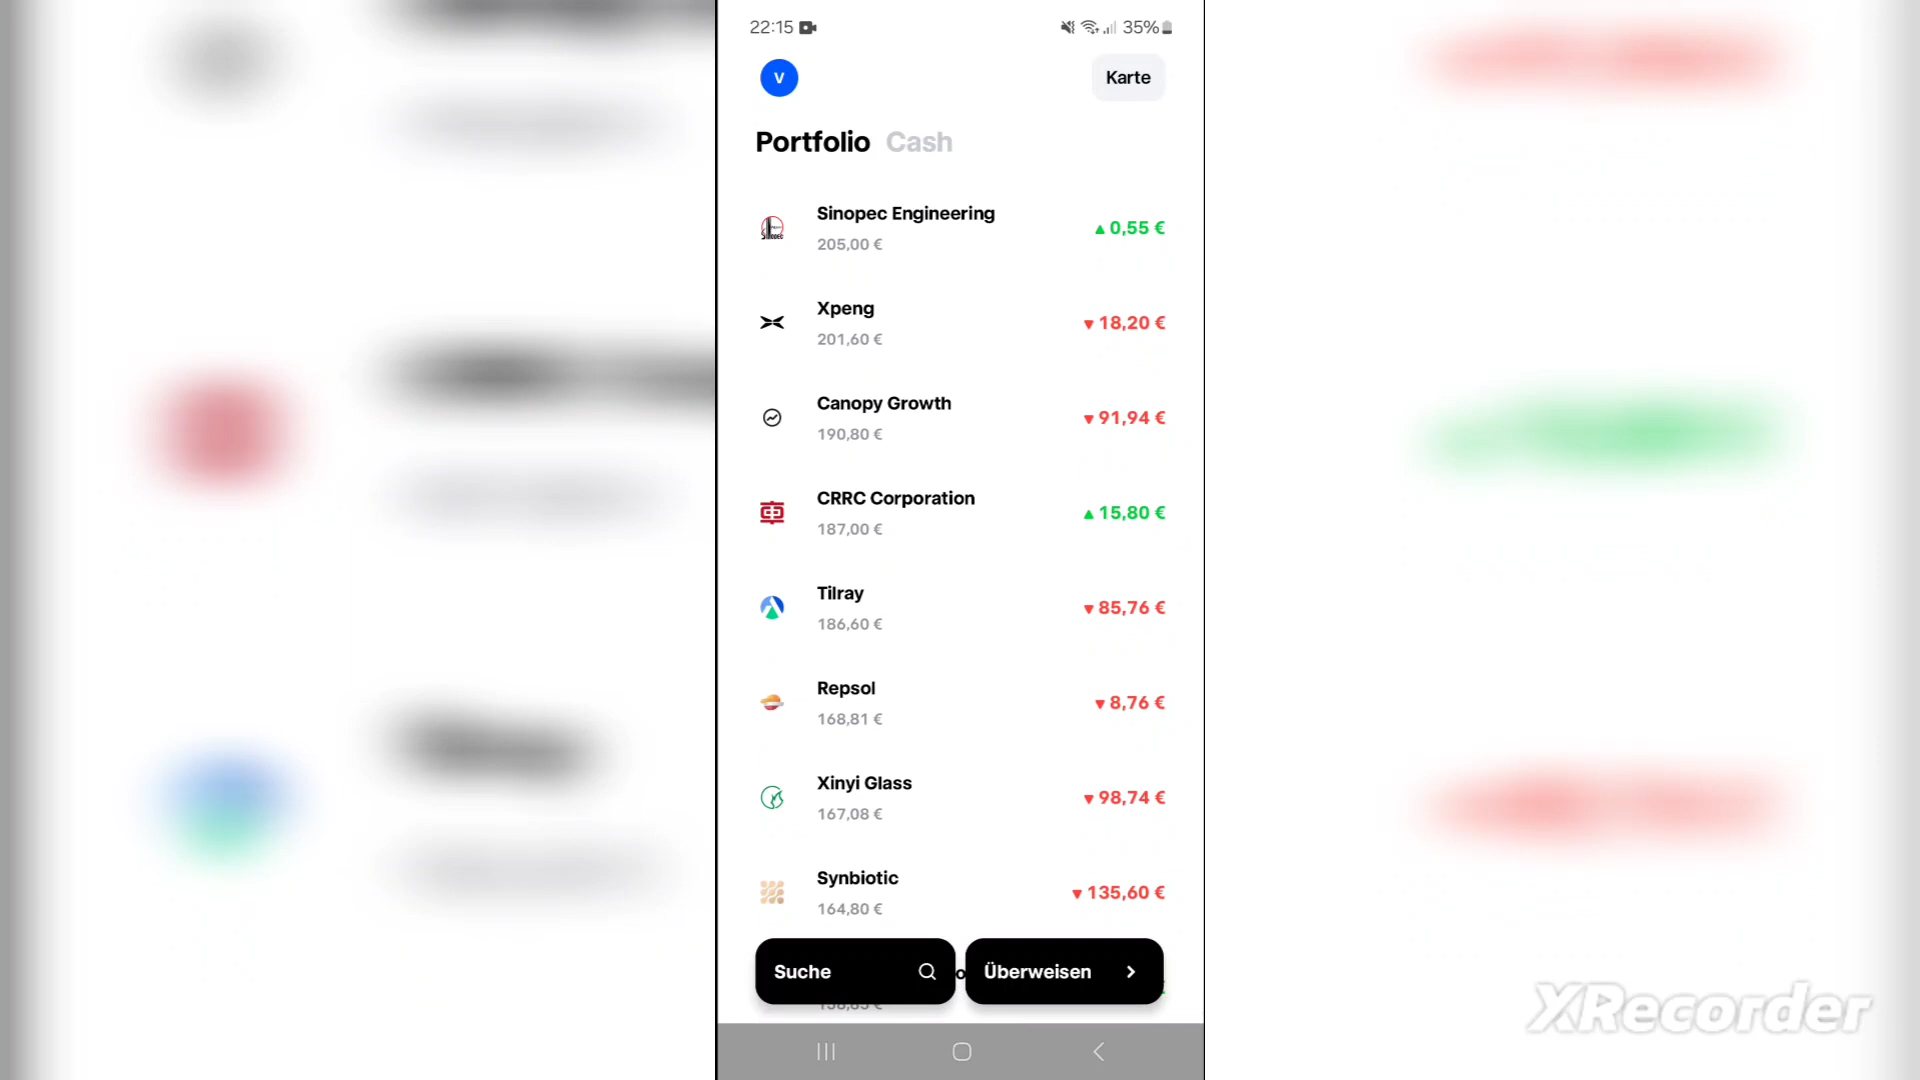 22:15 35%
V Karte
Portfolio Cash
Sinopec Engineering
205,00 €
▲ 0,55 €
Xpeng
201,60 €
▼ 18,20 €
Canopy Growth
190,80 €
▼ 91,94 €
CRRC Corporation
187,00 €
▲ 15,80 €
Tilray
186,60 €
▼ 85,76 €
Repsol
168,81 €
▼ 8,76 €
Xinyi Glass
167,08 €
▼ 98,74 €
Synbiotic
164,80 €
▼ 135,60 €
Suche Überweisen
XRecorder